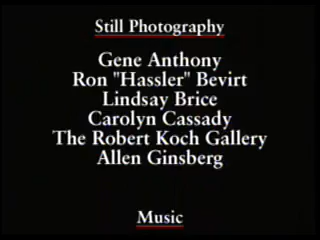 Still Photography
Gene Anthony
Ron "Hassler" Bevirt
Lindsay Brice
Carolyn Cassady
The Robert Koch Gallery
Allen Ginsberg
Music